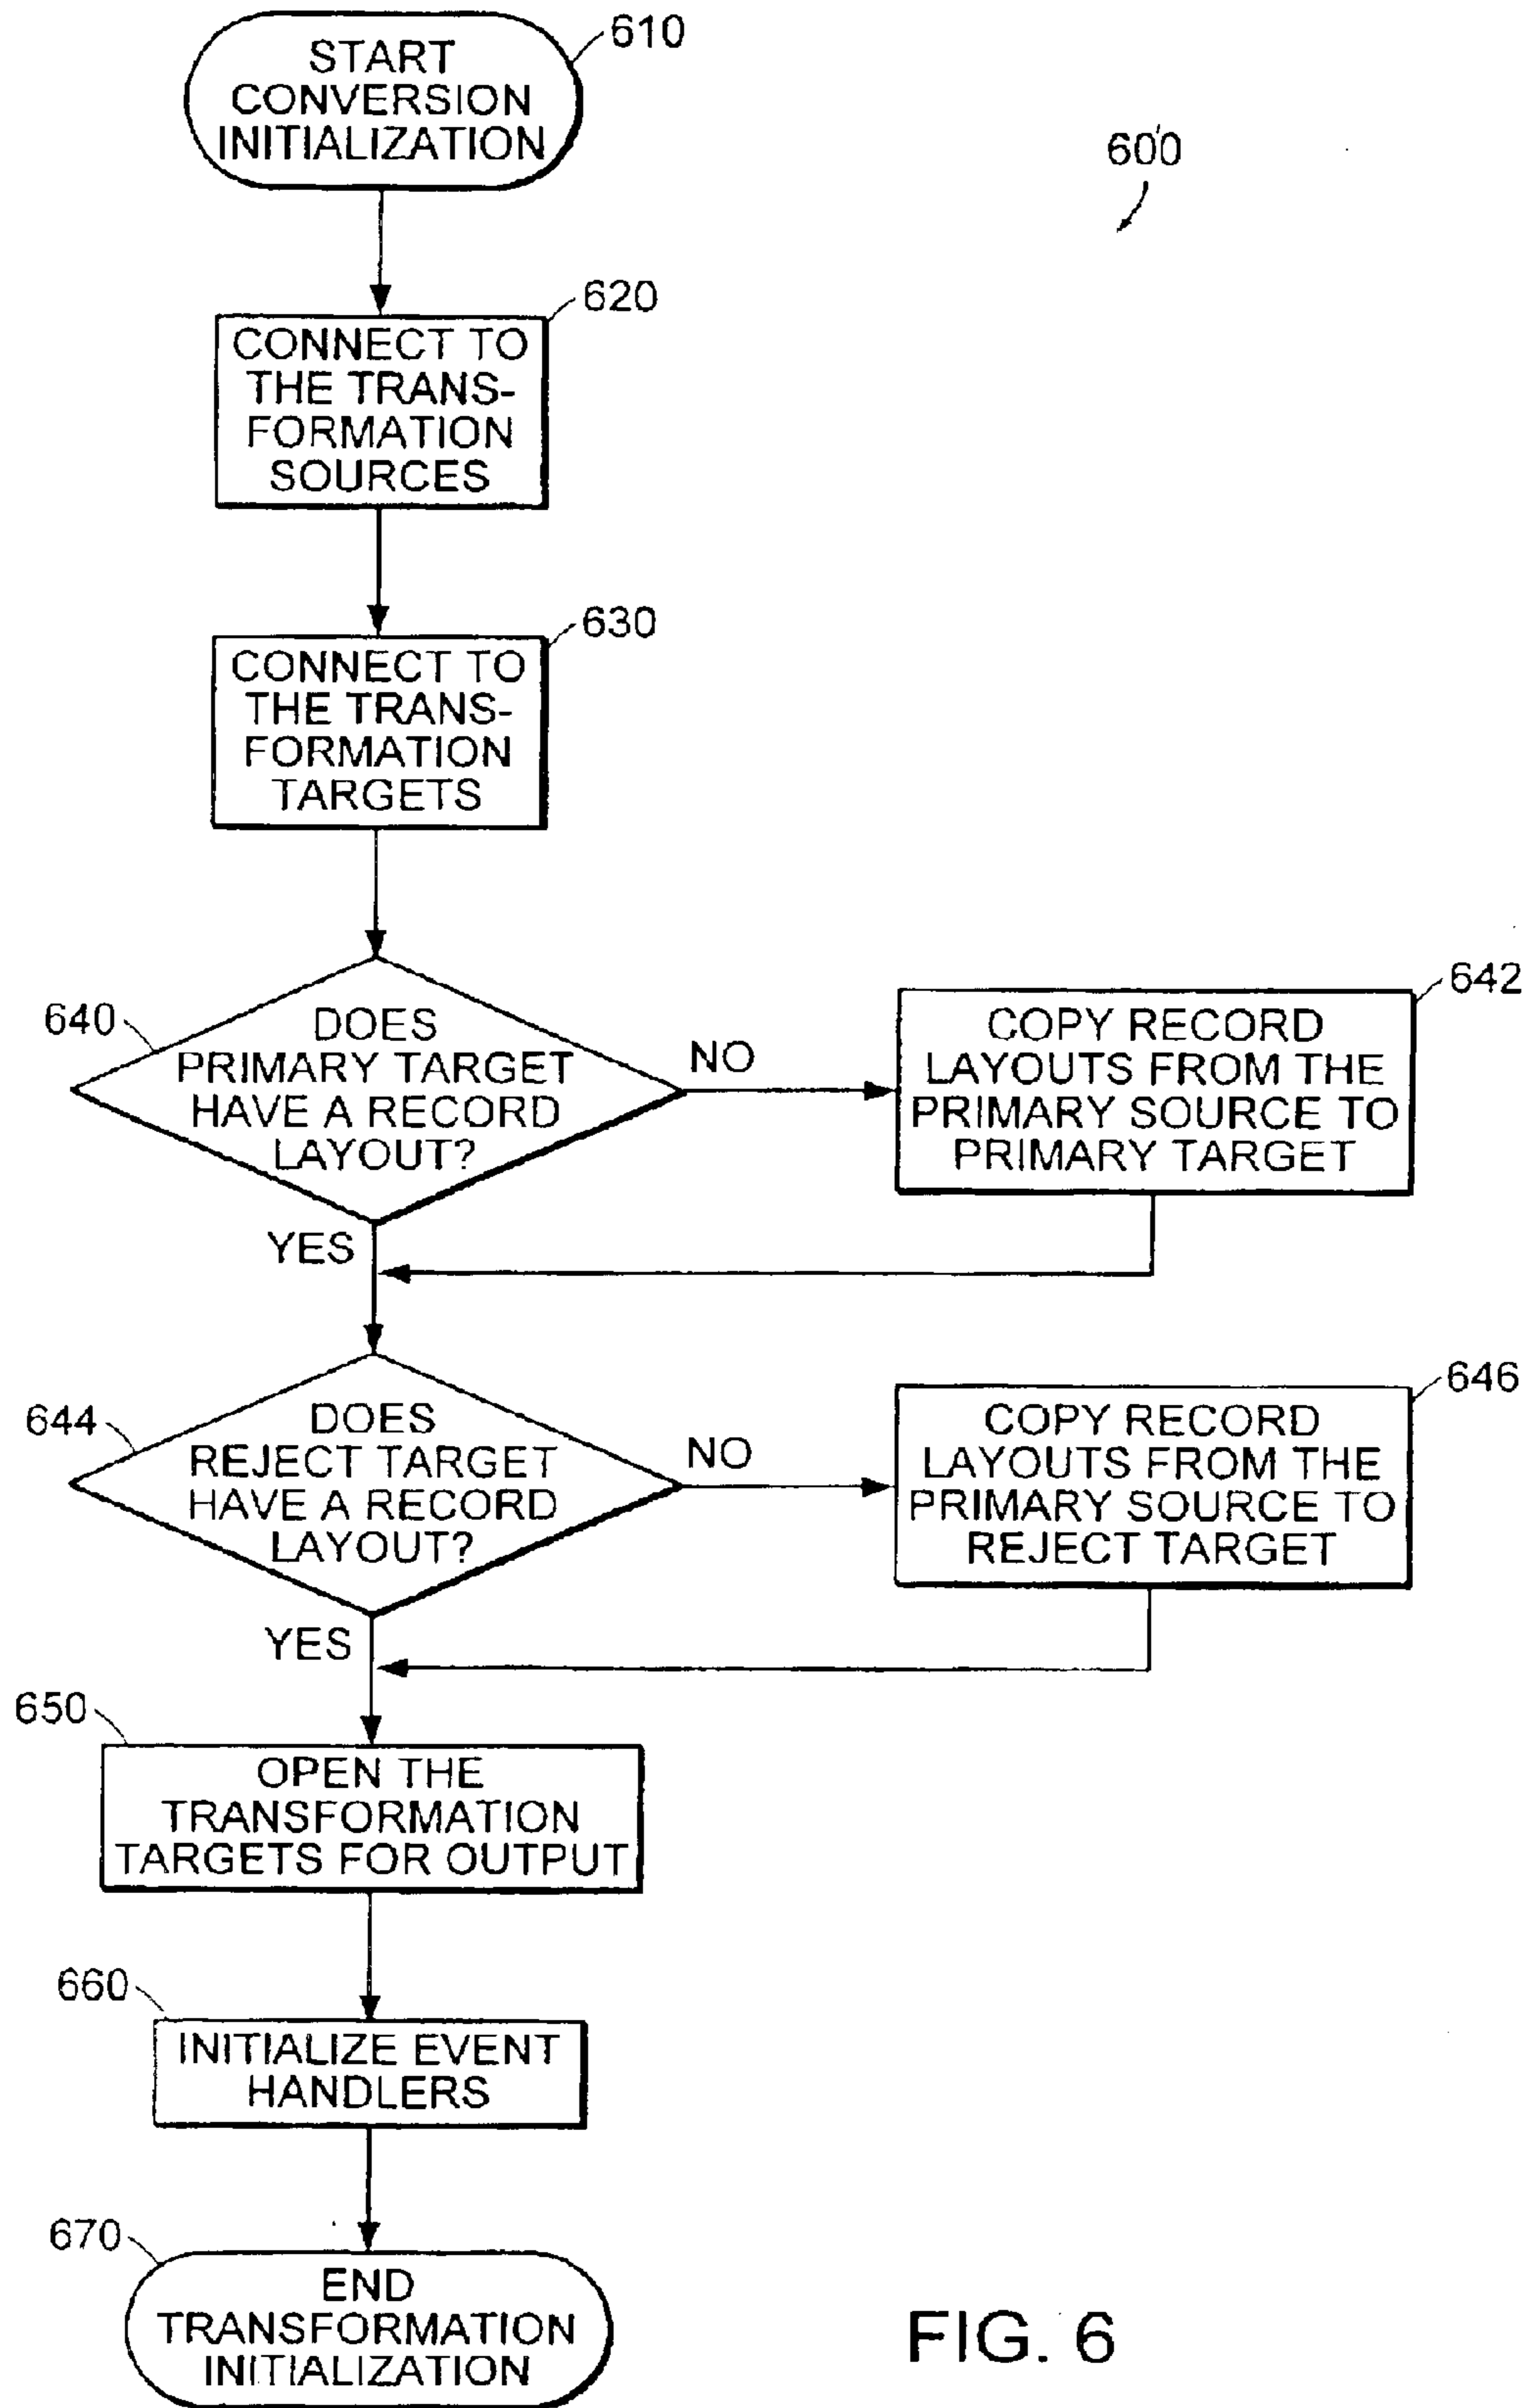 610
START
CONVERSION
INITIALIZATION
600
620
CONNECT TO
THE TRANS-
FORMATION
SOURCES
630
CONNECT TO
THE TRANS-
FORMATION
TARGETS
640
DOES
PRIMARY TARGET
HAVE A RECORD
LAYOUT?
NO
642
COPY RECORD
LAYOUTS FROM THE
PRIMARY SOURCE TO
PRIMARY TARGET
YES
644
DOES
REJECT TARGET
HAVE A RECORD
LAYOUT?
NO
646
COPY RECORD
LAYOUTS FROM THE
PRIMARY SOURCE TO
REJECT TARGET
YES
650
OPEN THE
TRANSFORMATION
TARGETS FOR OUTPUT
660
INITIALIZE EVENT
HANDLERS
670
END
TRANSFORMATION
INITIALIZATION
FIG. 6